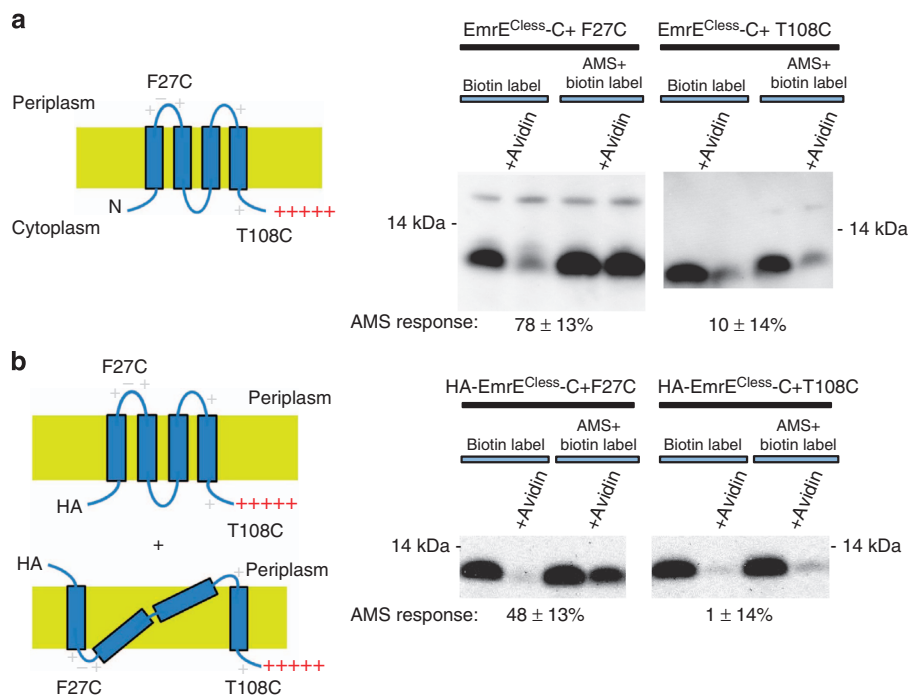 a
EmrE^Cless-C+ F27C
EmrE^Cless-C+ T108C
Biotin label
AMS+
biotin label
Biotin label
AMS+
biotin label
+Avidin
+Avidin
+Avidin
+Avidin
F27C
+ − +
+
Periplasm
N
Cytoplasm
+
+++++
T108C
14 kDa -
- 14 kDa
AMS response:
78 ± 13%
10 ± 14%
b
HA-EmrE^Cless-C+F27C
HA-EmrE^Cless-C+T108C
Biotin label
AMS+
biotin label
Biotin label
AMS+
biotin label
+Avidin
+Avidin
+Avidin
+Avidin
F27C
+ − +
+
Periplasm
HA
+
+++++
T108C
+
HA
Periplasm
+
+ − +
+
+++++
F27C
T108C
14 kDa -
- 14 kDa
AMS response:
48 ± 13%
1 ± 14%